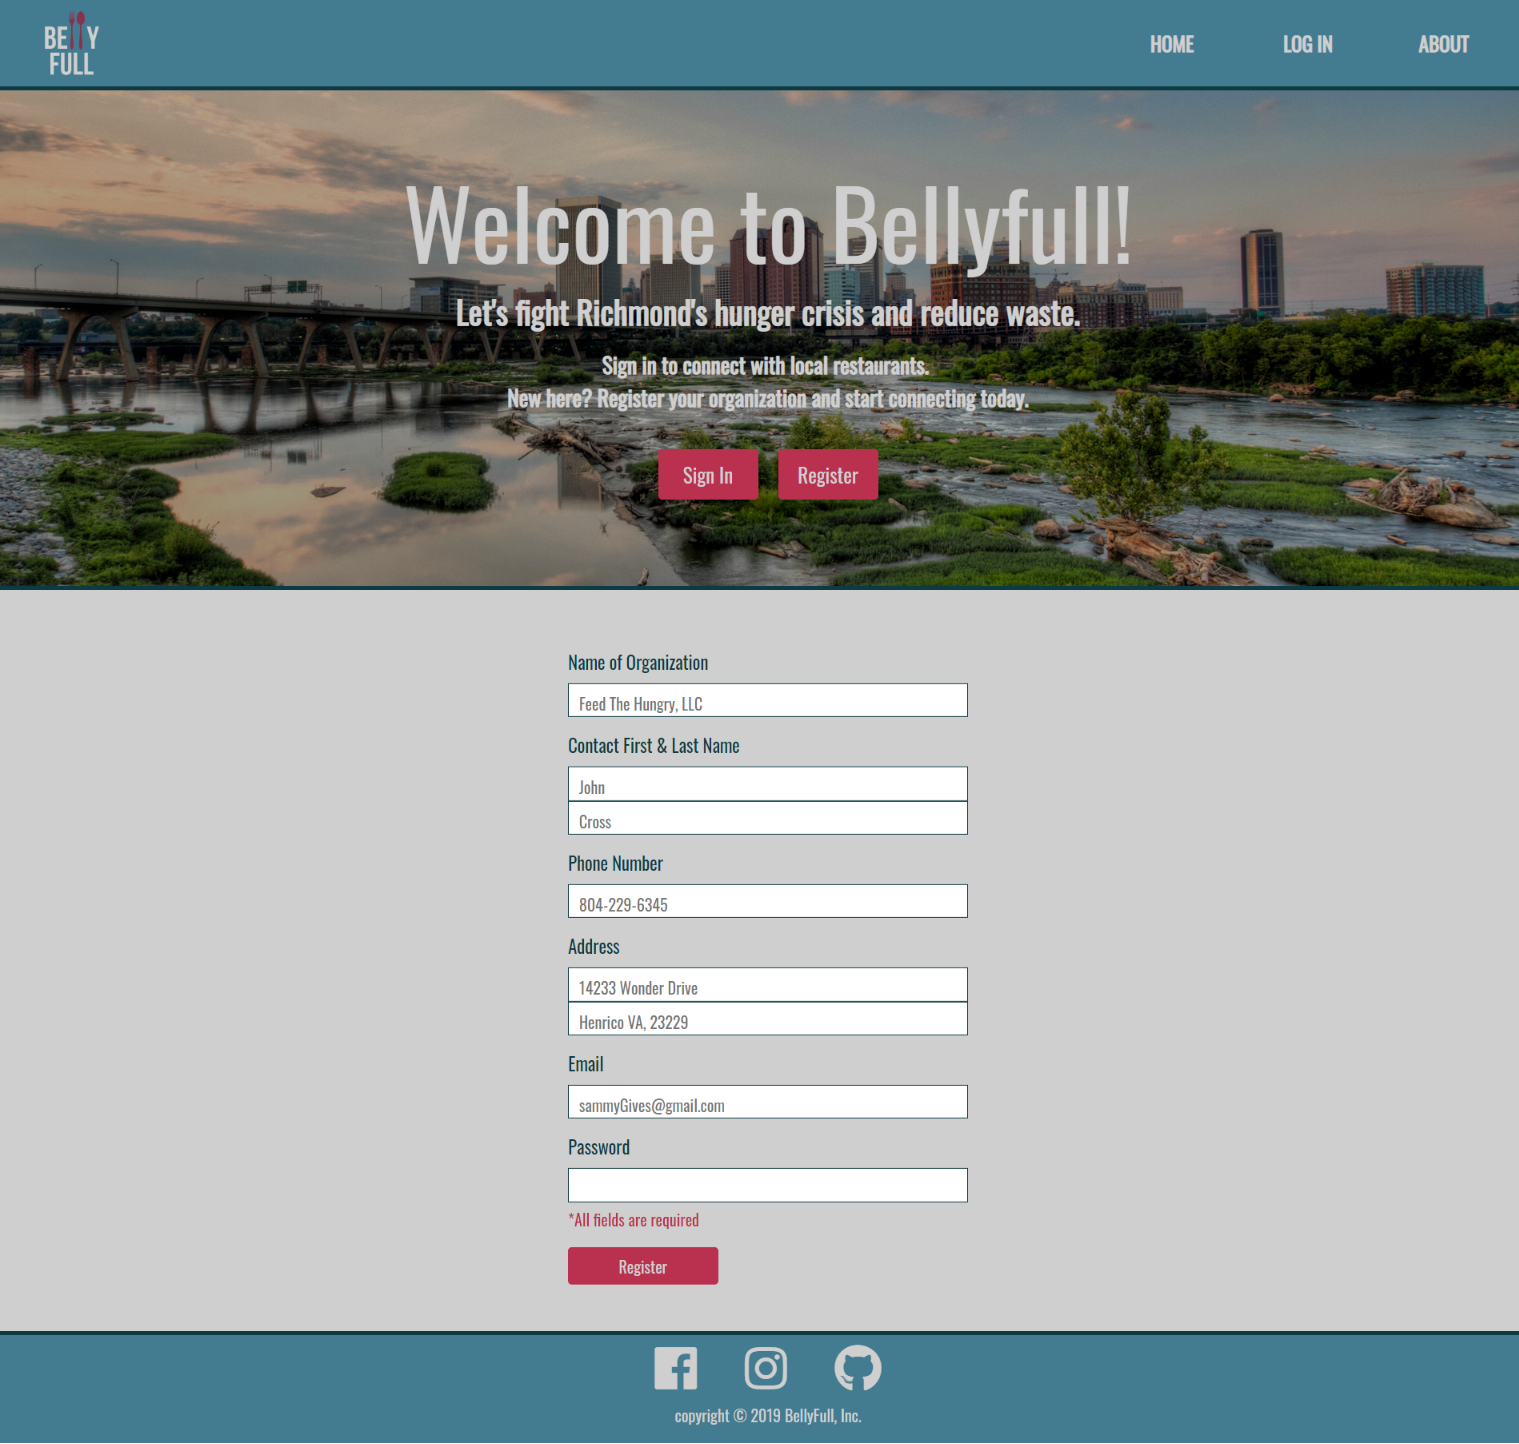 BELLY
FULL
HOME
LOG IN
ABOUT
Welcome to Bellyfull!
Let's fight Richmond's hunger crisis and reduce waste.
Sign in to connect with local restaurants.
New here? Register your organization and start connecting today.
Sign In
Register
Name of Organization
Feed The Hungry, LLC
Contact First & Last Name
John
Cross
Phone Number
804-229-6345
Address
14233 Wonder Drive
Henrico VA, 23229
Email
sammyGives@gmail.com
Password
*All fields are required
Register
copyright © 2019 BellyFull, Inc.